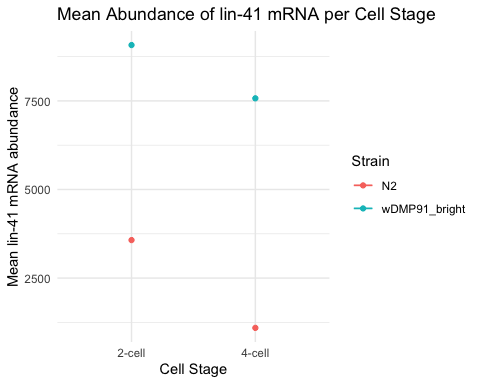 Mean Abundance of lin-41 mRNA per Cell Stage
Mean lin-41 mRNA abundance
7500
5000
2500
2-cell
4-cell
Cell Stage
Strain
N2
wDMP91_bright